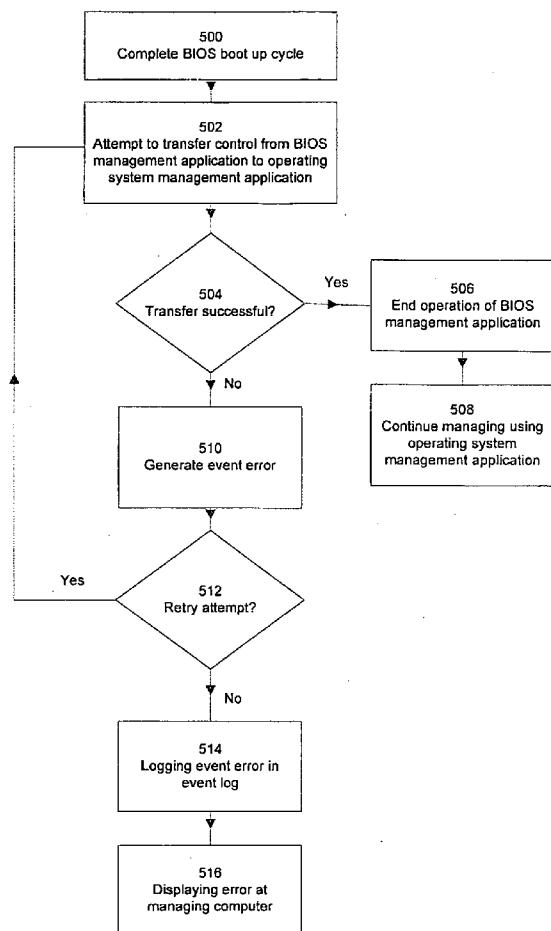 500
Complete BIOS boot up cycle
502
Attempt to transfer control from BIOS
management application to operating
system management application
504
Transfer successful?
Yes
506
End operation of BIOS
management application
508
Continue managing using
operating system
management application
No
510
Generate event error
512
Retry attempt?
Yes
No
514
Logging event error in
event log
516
Displaying error at
managing computer